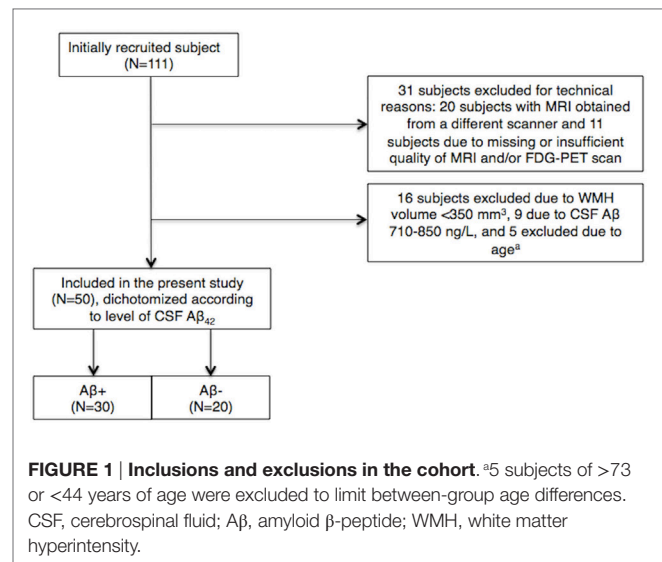 Initially recruited subject
(N=111)
31 subjects excluded for technical
reasons: 20 subjects with MRI obtained
from a different scanner and 11
subjects due to missing or insufficient
quality of MRI and/or FDG-PET scan
16 subjects excluded due to WMH
volume <350 mm³, 9 due to CSF Aβ
710-850 ng/L, and 5 excluded due to
ageᵃ
Included in the present study
(N=50), dichotomized according
to level of CSF Aβ₄₂
Aβ+
(N=30)
Aβ-
(N=20)
FIGURE 1 | Inclusions and exclusions in the cohort. ᵃ5 subjects of >73
or <44 years of age were excluded to limit between-group age differences.
CSF, cerebrospinal fluid; Aβ, amyloid β-peptide; WMH, white matter
hyperintensity.